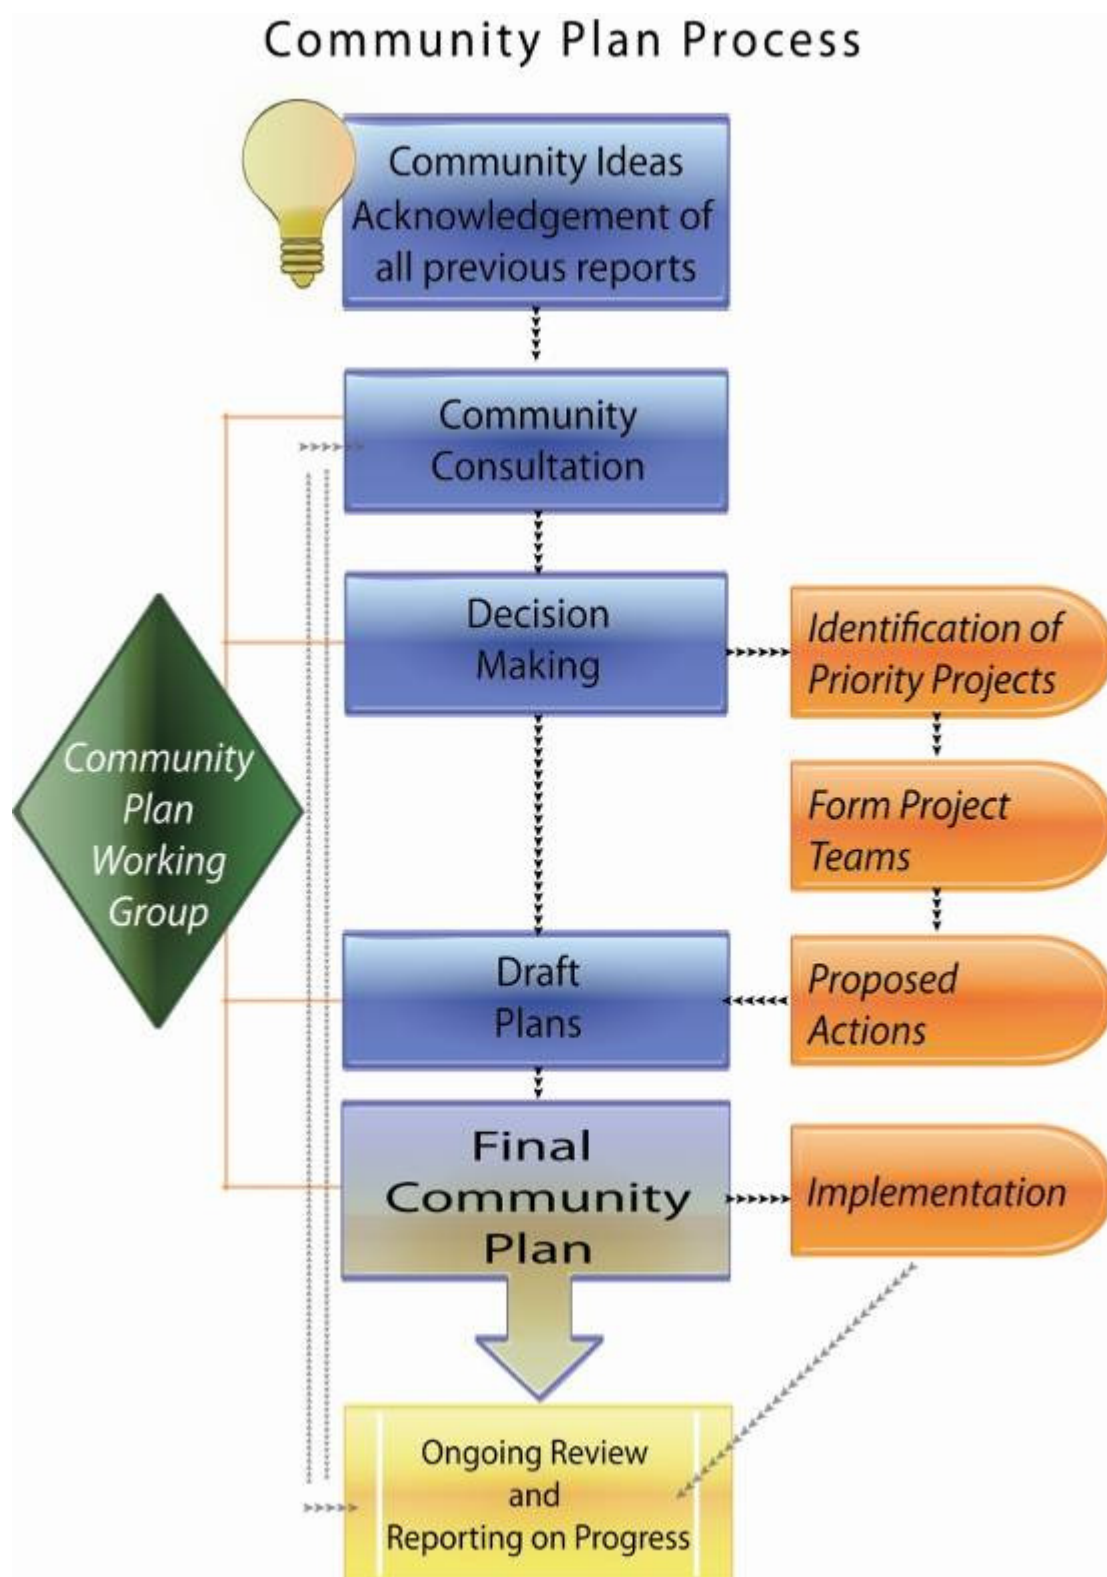 Community Plan Process
Community Ideas
Acknowledgement of
all previous reports
Community
Consultation
Decision
Making
Identification of
Priority Projects
Community
Plan
Working
Group
Form Project
Teams
Draft
Plans
Proposed
Actions
Final
Community
Plan
Implementation
Ongoing Review
and
Reporting on Progress